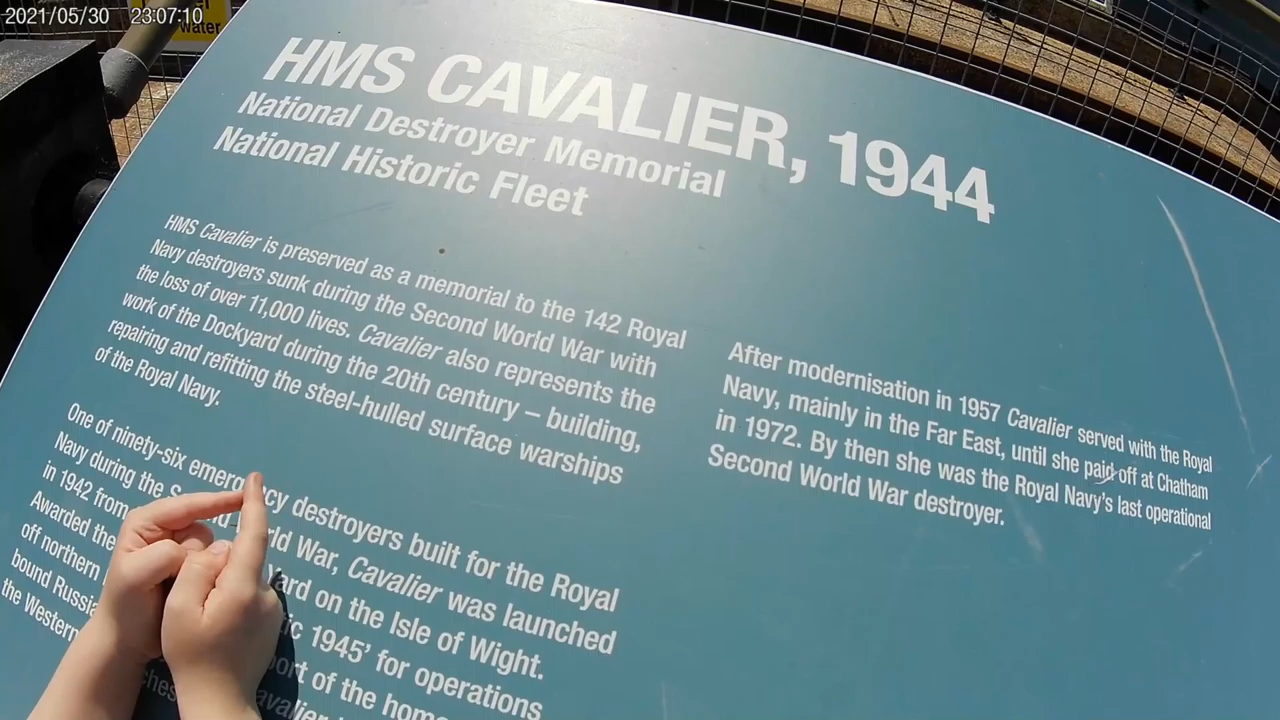 2021/05/30 23:07:10
water
HMS CAVALIER, 1944
National Destroyer Memorial
National Historic Fleet
HMS Cavalier is preserved as a memorial to the 142 Royal
Navy destroyers sunk during the Second World War with
the loss of over 11,000 lives. Cavalier also represents the
work of the Dockyard during the 20th century – building,
repairing and refitting the steel-hulled surface warships
of the Royal Navy.
One of ninety-six emergency destroyers built for the Royal
Navy during the World War, Cavalier was launched
in 1942 from on the Isle of Wight.
Awarded the 1945’ for operations
off northern of the home
bound
the Western
After modernisation in 1957 Cavalier served with the Royal
Navy, mainly in the Far East, until she paid off at Chatham
in 1972. By then she was the Royal Navy’s last operational
Second World War destroyer.